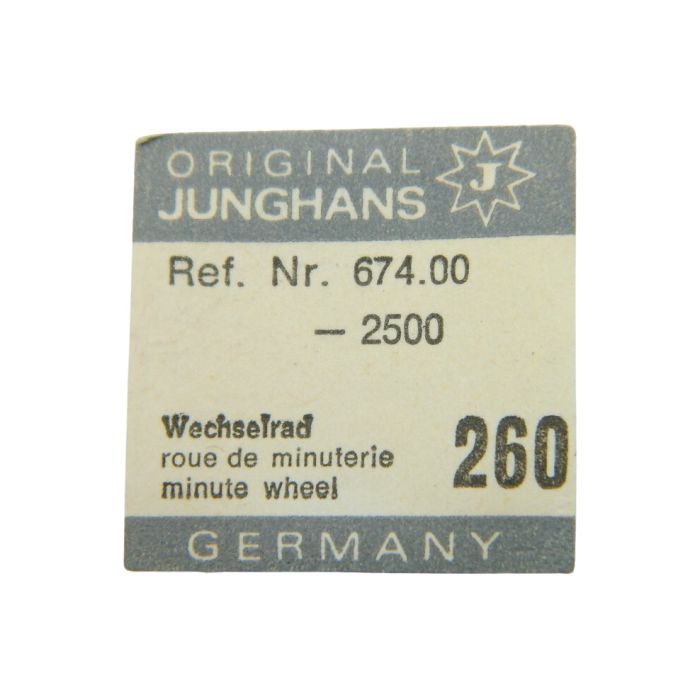 ORIGINAL
JUNGHANS
J
Ref. Nr. 674.00
– 2500
Wechselrad
roue de minuterie
minute wheel
260
GERMANY